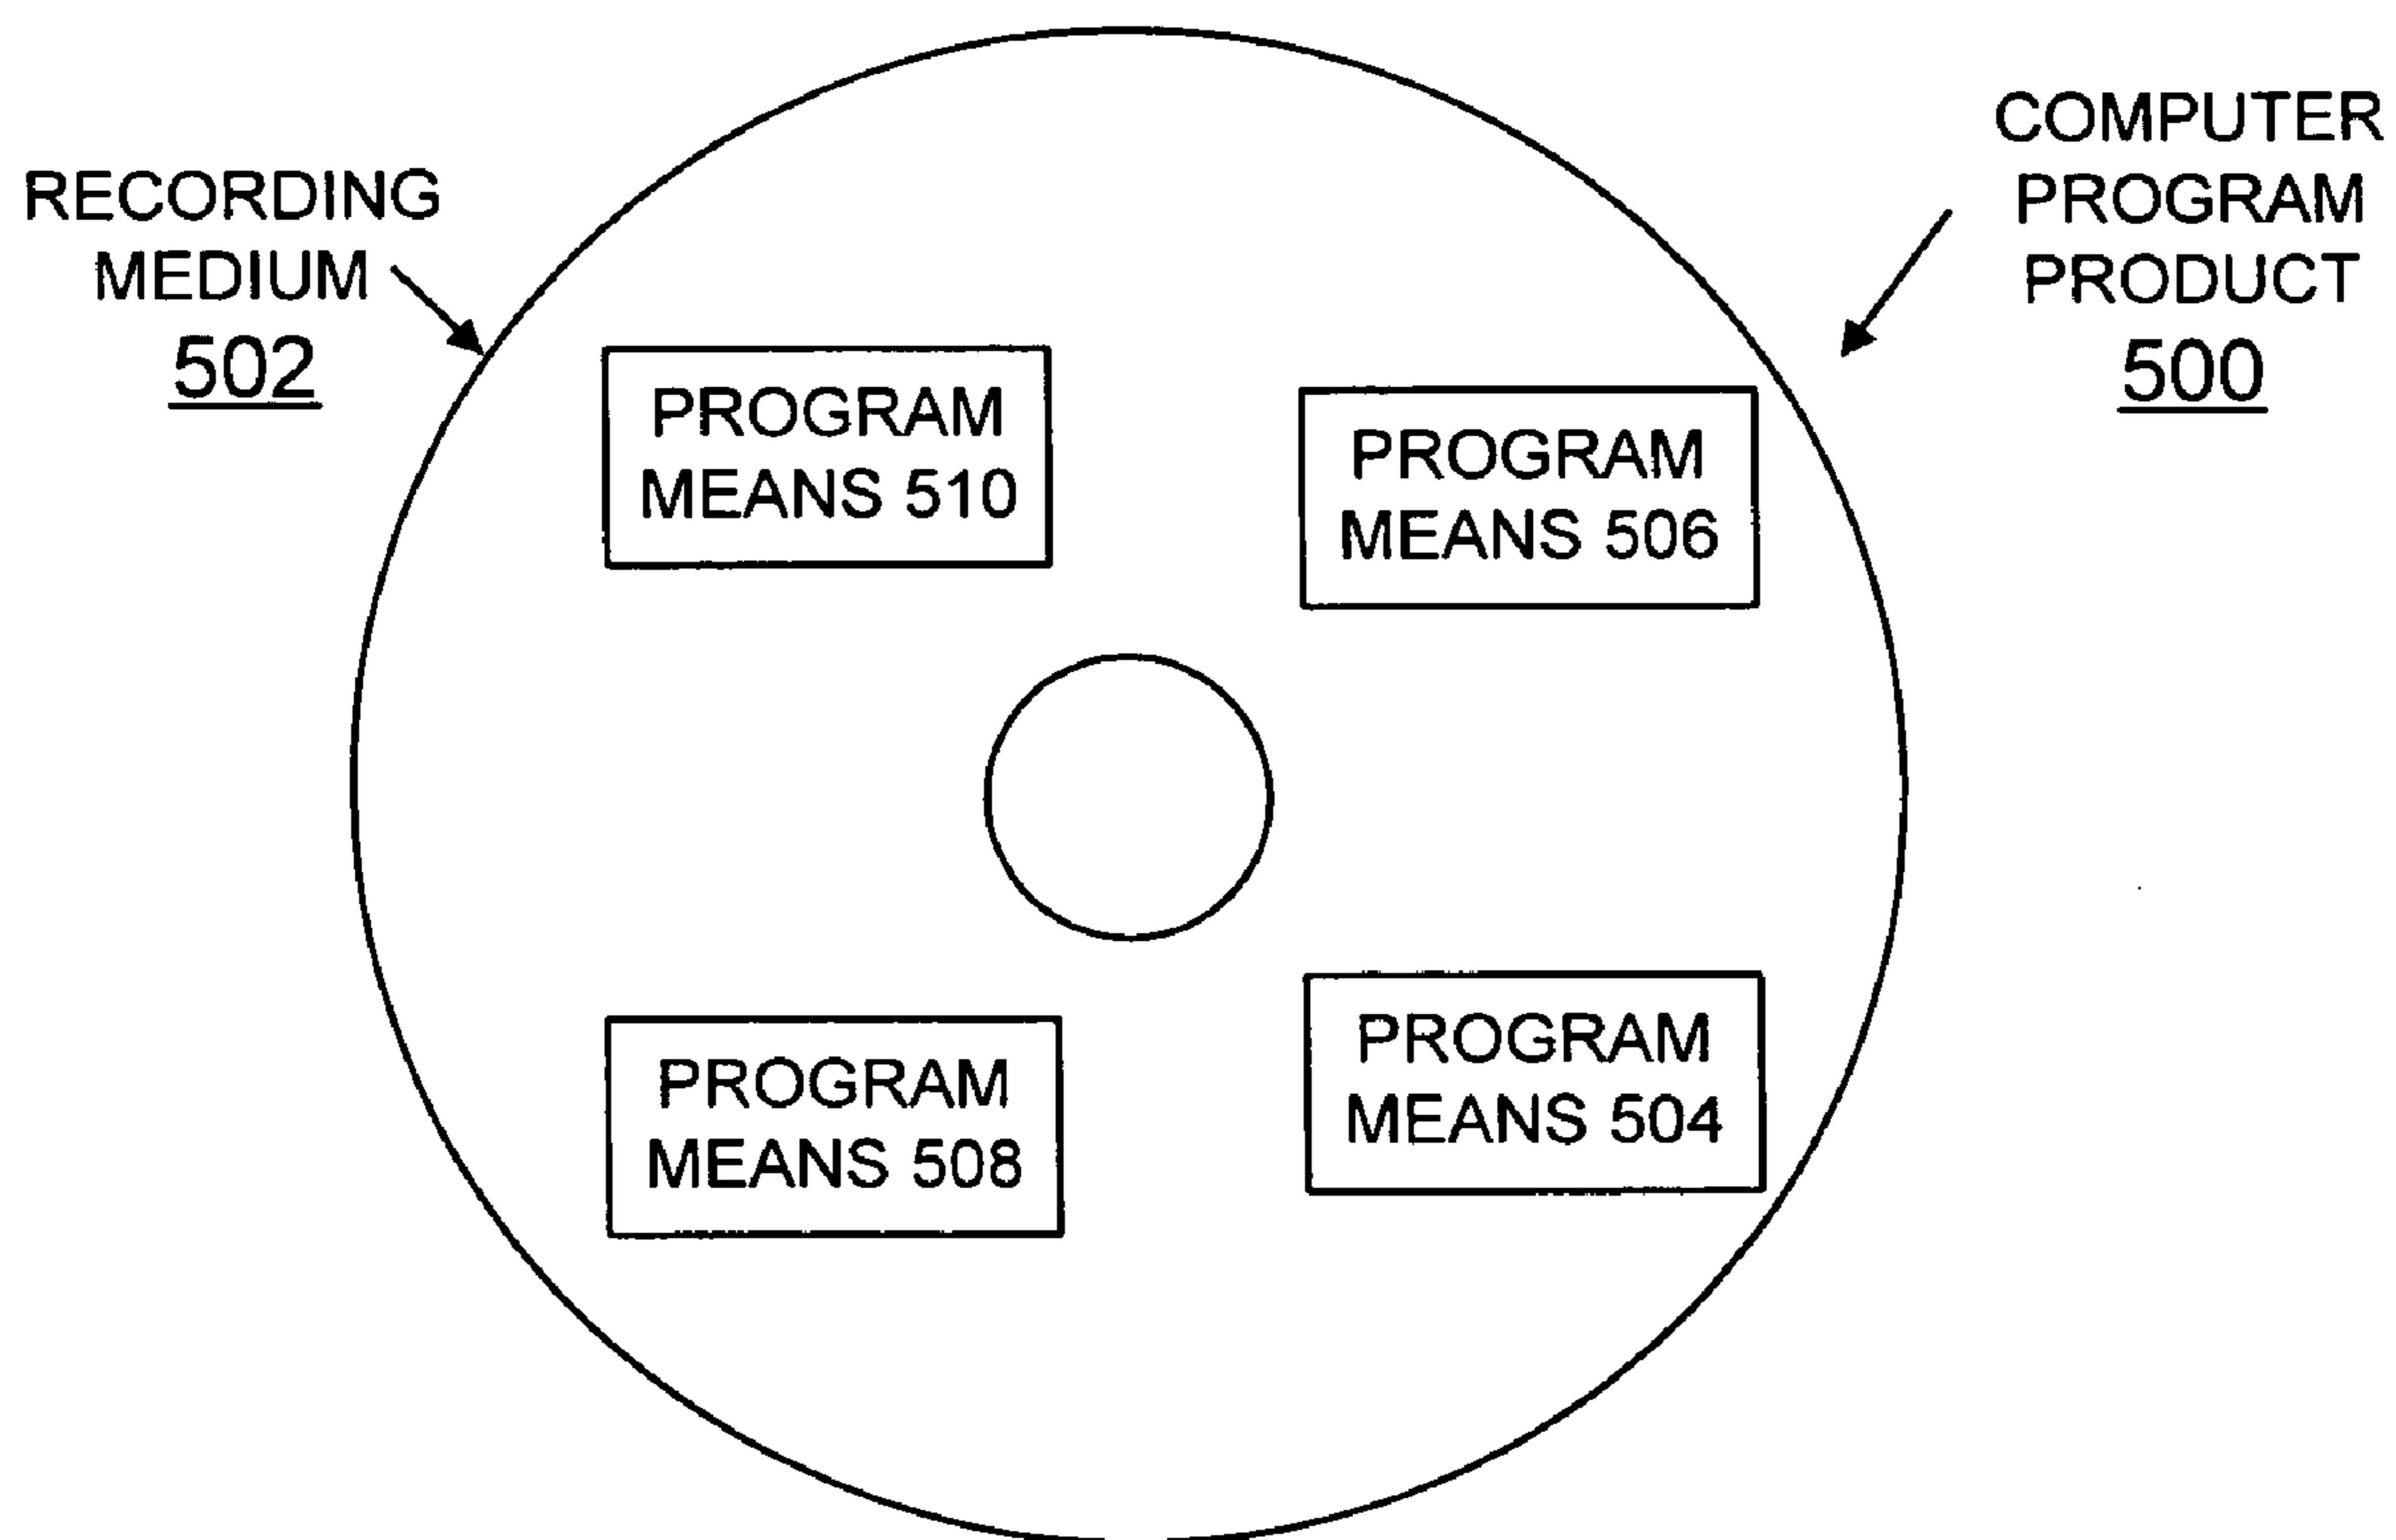 RECORDING
MEDIUM
502
COMPUTER
PROGRAM
PRODUCT
500
PROGRAM
MEANS 510
PROGRAM
MEANS 506
PROGRAM
MEANS 508
PROGRAM
MEANS 504